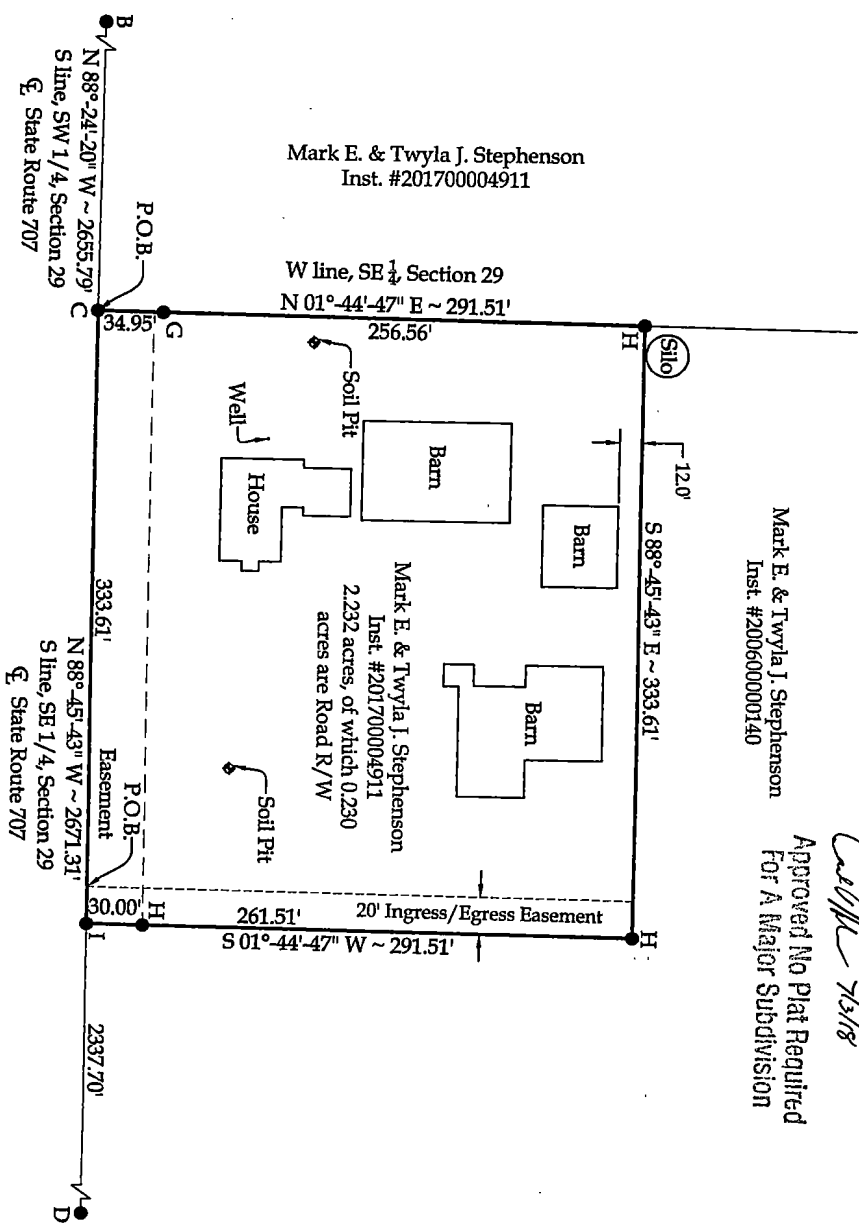 B
N 88°-24'-20" W ~ 2655.79'
S line, SW 1/4, Section 29
℄ State Route 707
Mark E. & Twyla J. Stephenson
Inst. #201700004911
P.O.B.
C
34.95'
G
W line, SE 1/4, Section 29
N 01°-44'-47" E ~ 291.51'
256.56'
H
Silo
12.0'
S 88°-45'-43" E ~ 333.61'
Mark E. & Twyla J. Stephenson
Inst. #200600000140
7/3/18
Approved No Plat Required
For A Major Subdivision
Soil Pit
Well
House
Barn
Barn
Barn
Mark E. & Twyla J. Stephenson
Inst. #201700004911
2.232 acres, of which 0.230
acres are Road R/W
Soil Pit
333.61'
N 88°-45'-43" W ~ 2671.31'
S line, SE 1/4, Section 29
℄ State Route 707
Easement
P.O.B.
30.00'
I
H
261.51'
20' Ingress/Egress Easement
S 01°-44'-47" W ~ 291.51'
H
2337.70'
D